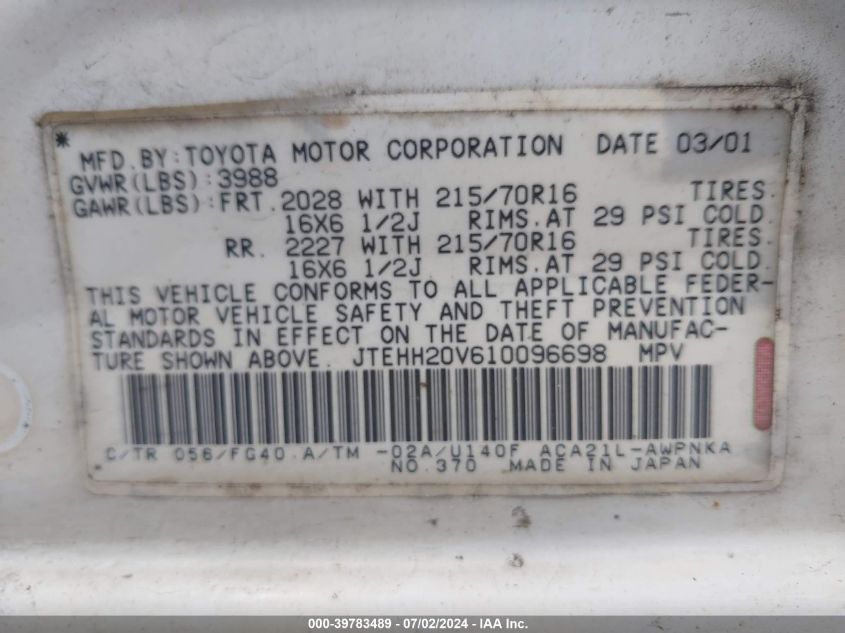 * MFD. BY: TOYOTA MOTOR CORPORATION DATE 03/01
GVWR(LBS): 3988
GAWR(LBS): FRT. 2028 WITH 215/70R16 TIRES.
16X6 1/2J RIMS. AT 29 PSI COLD
RR. 2227 WITH 215/70R16 TIRES.
16X6 1/2J RIMS. AT 29 PSI COLD.
THIS VEHICLE CONFORMS TO ALL APPLICABLE FEDER-
AL MOTOR VEHICLE SAFETY AND THEFT PREVENTION
STANDARDS IN EFFECT ON THE DATE OF MANUFAC-
TURE SHOWN ABOVE. JTEHH20V610096698 MPV
C/TR 056/FG40 A/TM -02A/U140F ACA21L-AWPNKA
NO.370 MADE IN JAPAN
000-39783489 - 07/02/2024 - IAA Inc.